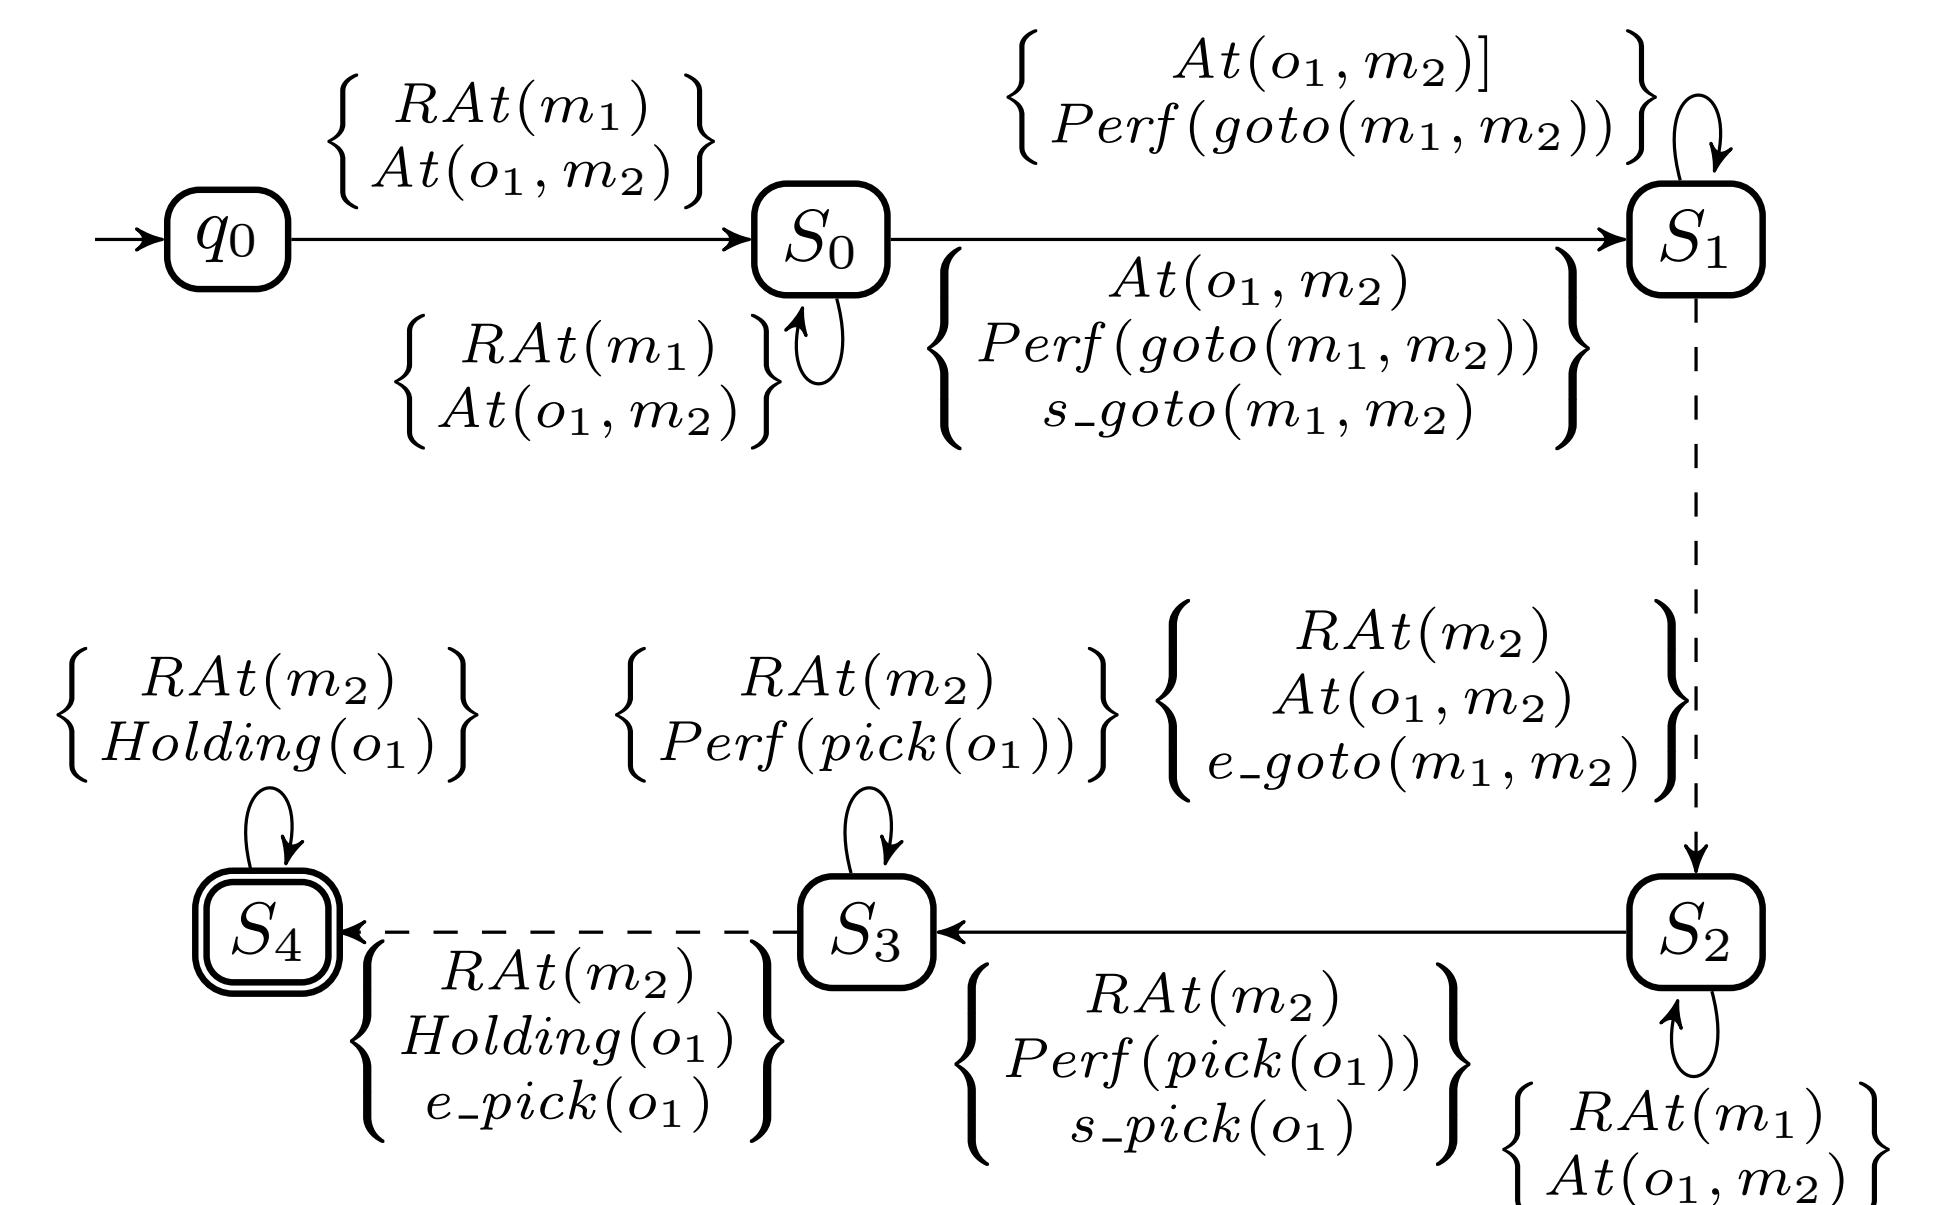 At(o₁, m₂)]
Perf(goto(m₁, m₂))
RAt(m₁)
At(o₁, m₂)
q₀
S₀
S₁
RAt(m₁)
At(o₁, m₂)
At(o₁, m₂)
Perf(goto(m₁, m₂))
s_goto(m₁, m₂)
RAt(m₂)
At(o₁, m₂)
e_goto(m₁, m₂)
RAt(m₂)
Holding(o₁)
RAt(m₂)
Perf(pick(o₁))
S₄
S₃
S₂
RAt(m₂)
Holding(o₁)
e_pick(o₁)
RAt(m₂)
Perf(pick(o₁))
s_pick(o₁)
RAt(m₁)
At(o₁, m₂)